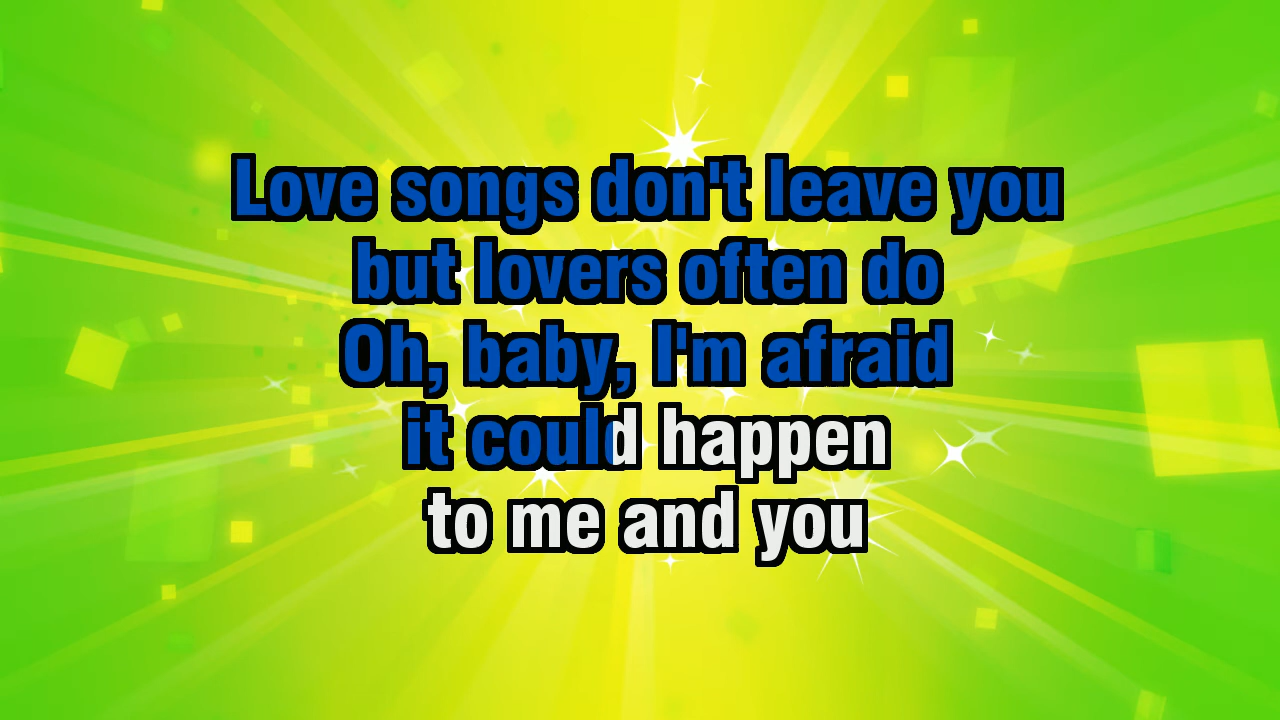 Love songs don't leave you
but lovers often do
Oh, baby, I'm afraid
it could happen
to me and you